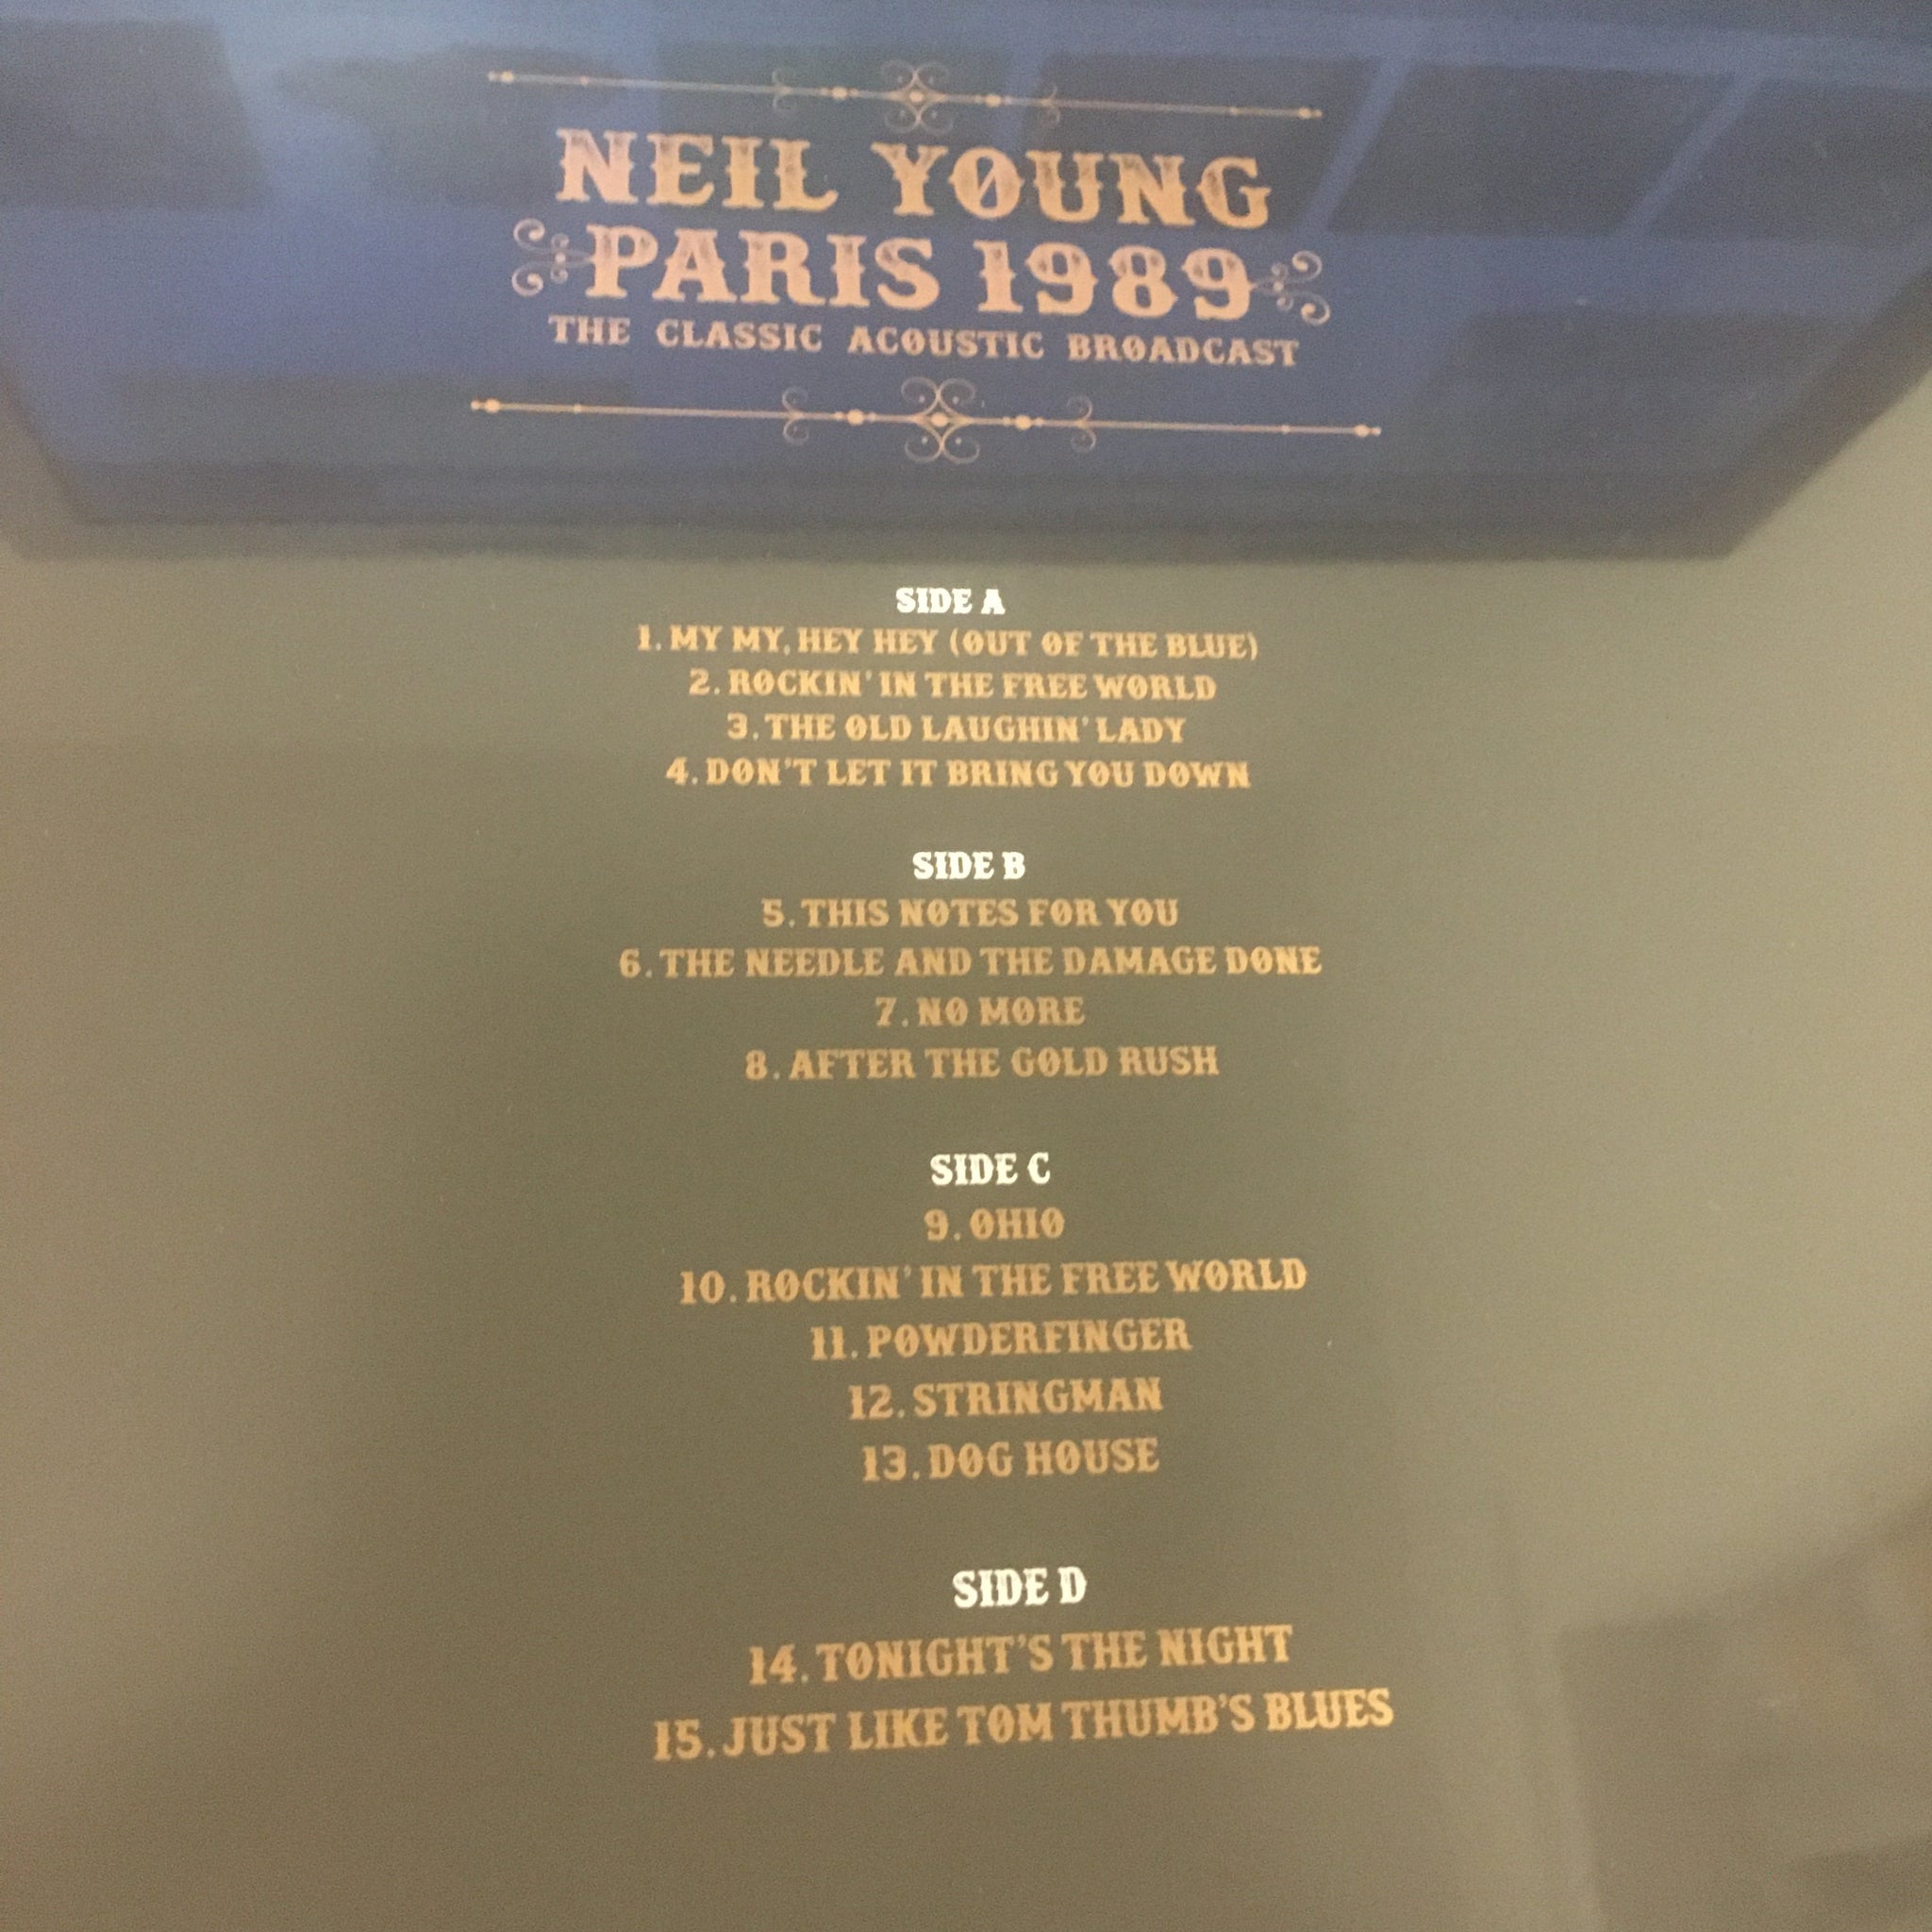 NEIL YOUNG
PARIS 1989
THE CLASSIC ACOUSTIC BROADCAST
SIDE A
1. MY MY, HEY HEY (OUT OF THE BLUE)
2. ROCKIN' IN THE FREE WORLD
3. THE OLD LAUGHIN' LADY
4. DON'T LET IT BRING YOU DOWN
SIDE B
5. THIS NOTES FOR YOU
6. THE NEEDLE AND THE DAMAGE DONE
7. NO MORE
8. AFTER THE GOLD RUSH
SIDE C
9. OHIO
10. ROCKIN' IN THE FREE WORLD
11. POWDERFINGER
12. STRINGMAN
13. DOG HOUSE
SIDE D
14. TONIGHT'S THE NIGHT
15. JUST LIKE TOM THUMB'S BLUES